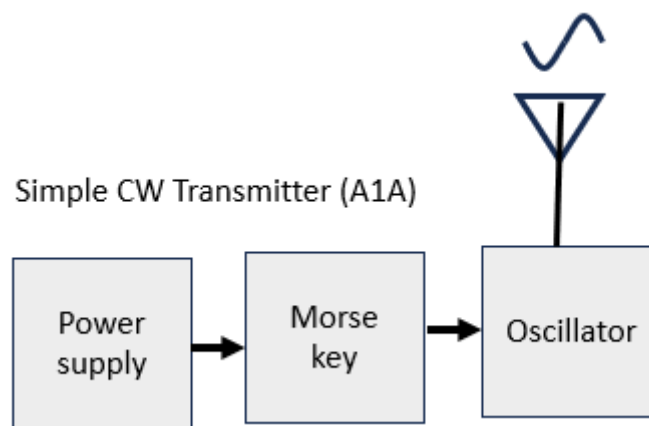 Simple CW Transmitter (A1A)
Power
supply
Morse
key
Oscillator